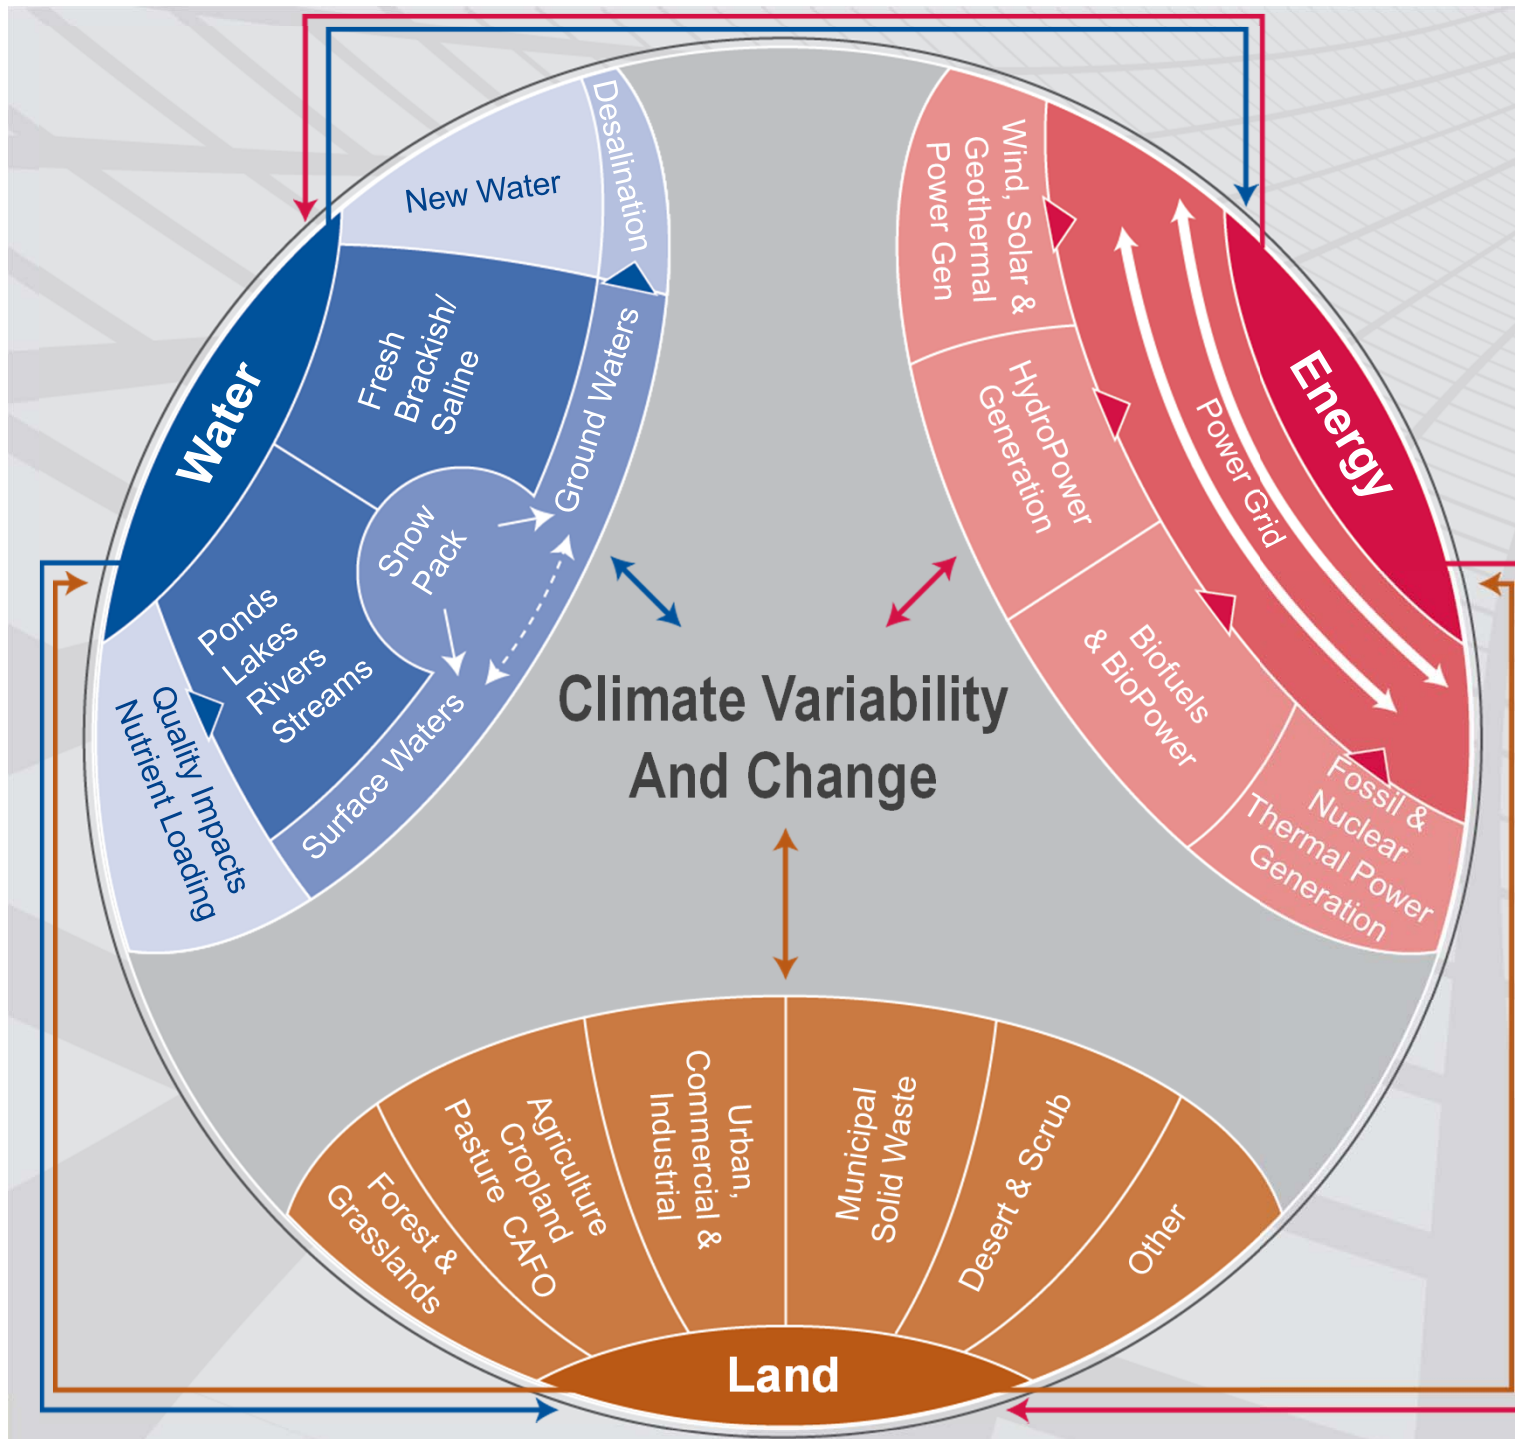 Water
New Water
Desalination
Fresh
Brackish/
Saline
Ground Waters
Snow
Pack
Ponds
Lakes
Rivers
Streams
Surface Waters
Quality Impacts
Nutrient Loading
Energy
Power Grid
Wind, Solar &
Geothermal
Power Gen
HydroPower
Generation
Biofuels
& BioPower
Fossil &
Nuclear
Thermal Power
Generation
Climate Variability
And Change
Forest &
Grasslands
Agriculture
Cropland
Pasture CAFO
Urban,
Commercial &
Industrial
Municipal
Solid Waste
Desert & Scrub
Other
Land